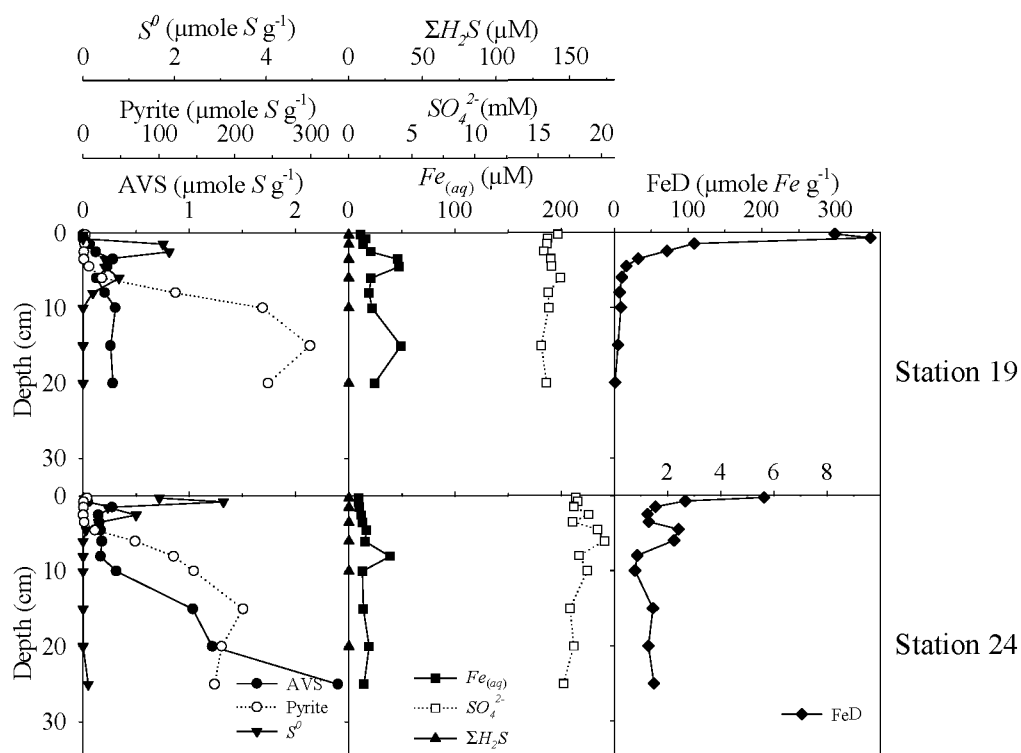 S⁰ (µmole S g⁻¹) ΣH₂S (µM)
0 2 4 0 50 100 150
Pyrite (µmole S g⁻¹) SO₄²⁻(mM)
0 100 200 300 0 5 10 15 20
AVS (µmole S g⁻¹) Fe(aq) (µM) FeD (µmole Fe g⁻¹)
0 1 2 0 100 200 0 100 200 300
0
10
20
30
Depth (cm)
Station 19
2 4 6 8
0
10
20
30
Depth (cm)
Station 24
AVS
Pyrite
S⁰
Fe(aq)
SO₄²⁻
ΣH₂S
FeD